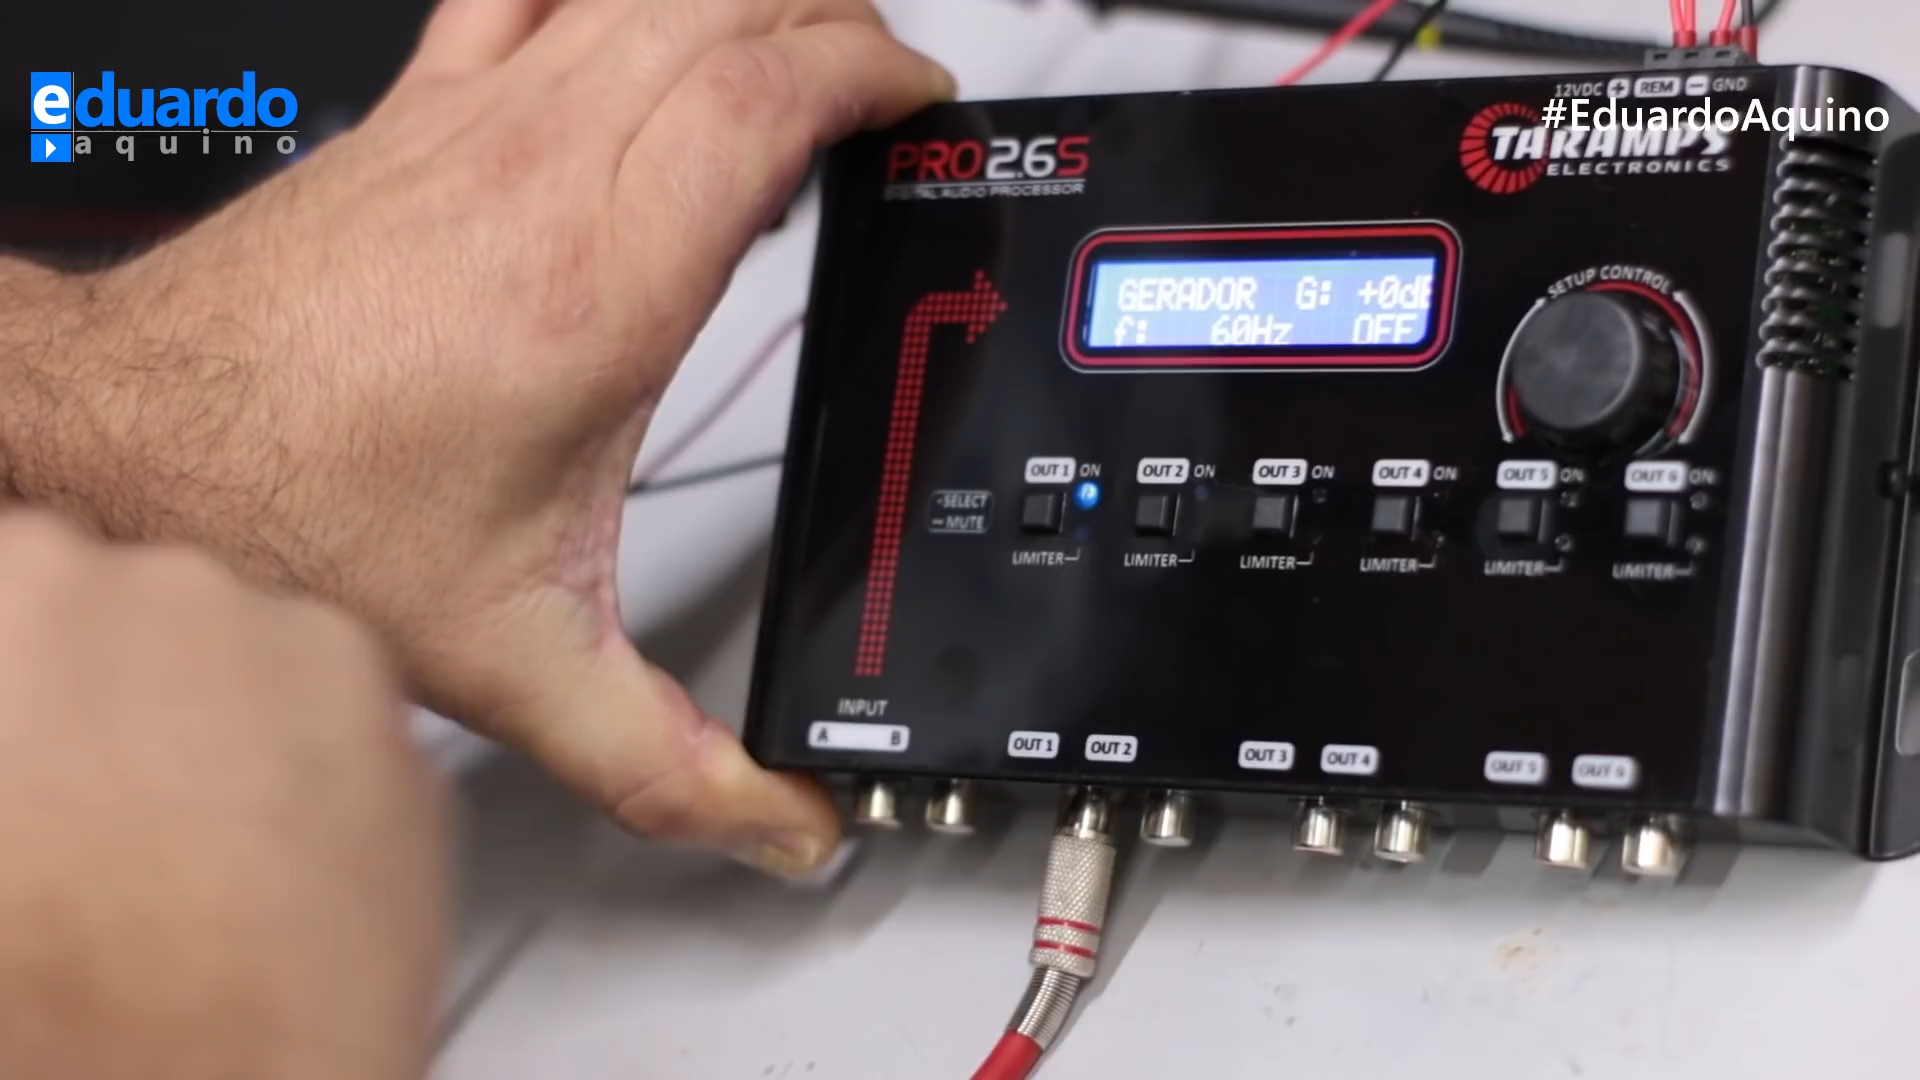 eduardo
aquino
#EduardoAquino
12VDC + REM - GND
PRO2.6S
DIGITAL AUDIO PROCESSOR
TARAMPS
ELECTRONICS
GERADOR G: +0dB
f: 60Hz OFF
SETUP CONTROL
OUT 1 ON OUT 2 ON OUT 3 ON OUT 4 ON OUT 5 ON OUT 6 ON
•SELECT
—MUTE
LIMITER LIMITER LIMITER LIMITER LIMITER LIMITER
INPUT
A B
OUT 1 OUT 2 OUT 3 OUT 4 OUT 5 OUT 6